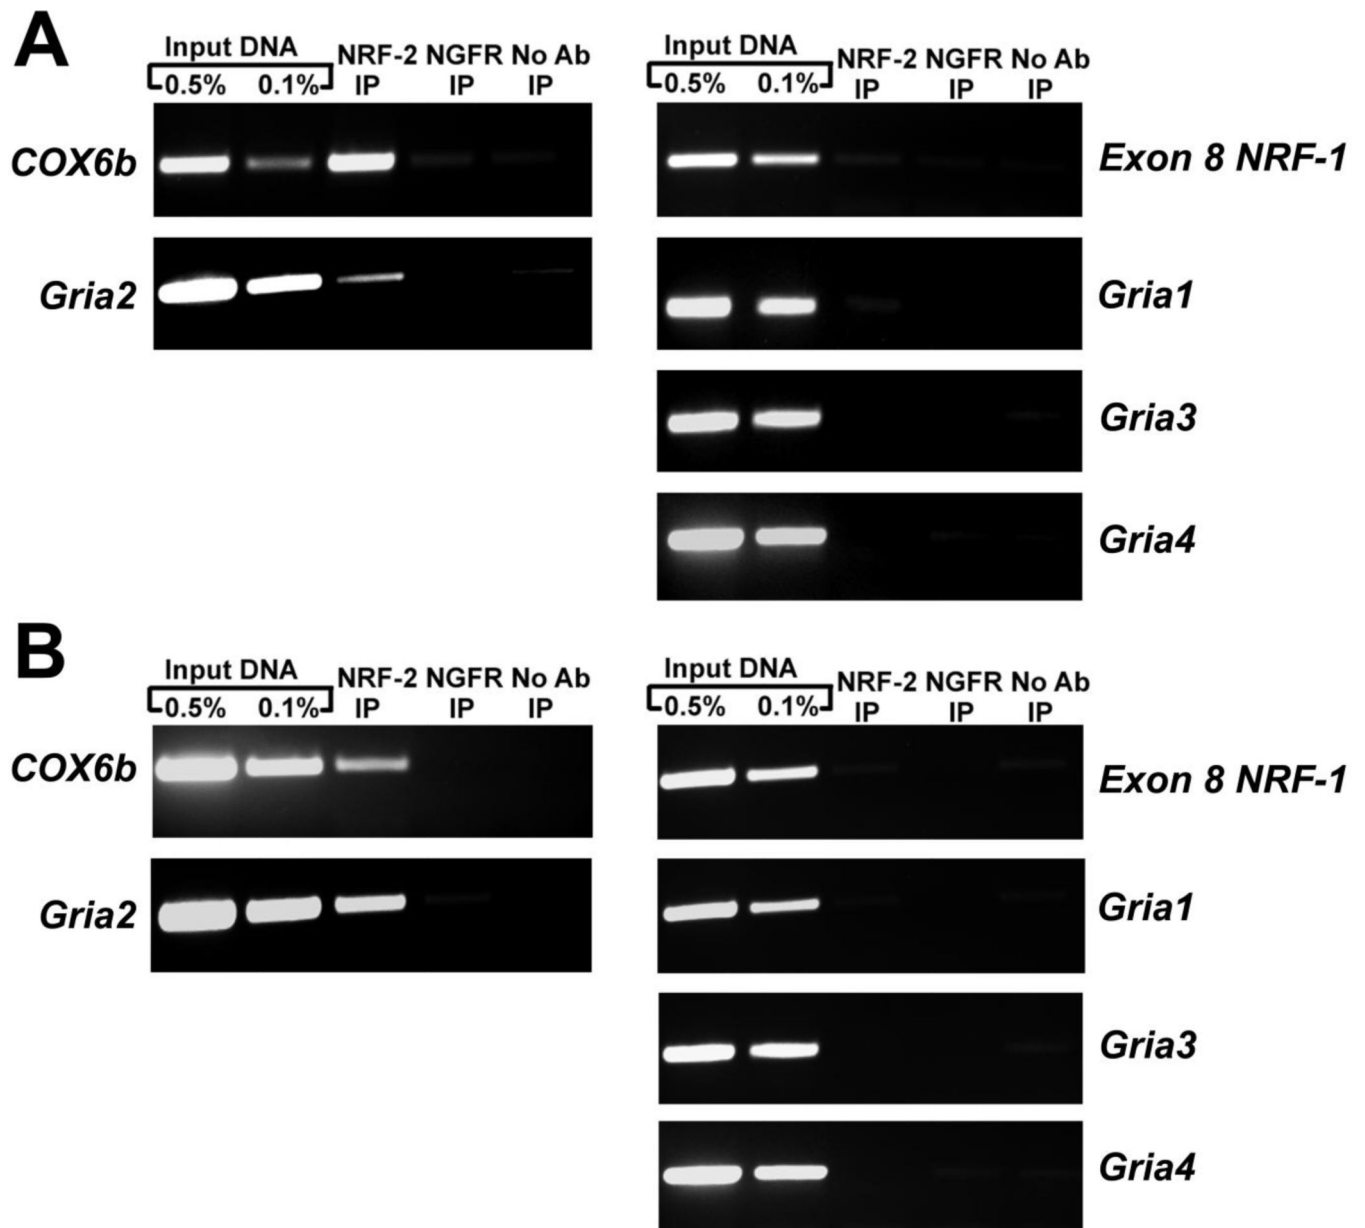 A
Input DNA
0.5% 0.1%
NRF-2 NGFR No Ab
IP IP IP
COX6b
Gria2
Input DNA
0.5% 0.1%
NRF-2 NGFR No Ab
IP IP IP
Exon 8 NRF-1
Gria1
Gria3
Gria4
B
Input DNA
0.5% 0.1%
NRF-2 NGFR No Ab
IP IP IP
COX6b
Gria2
Input DNA
0.5% 0.1%
NRF-2 NGFR No Ab
IP IP IP
Exon 8 NRF-1
Gria1
Gria3
Gria4